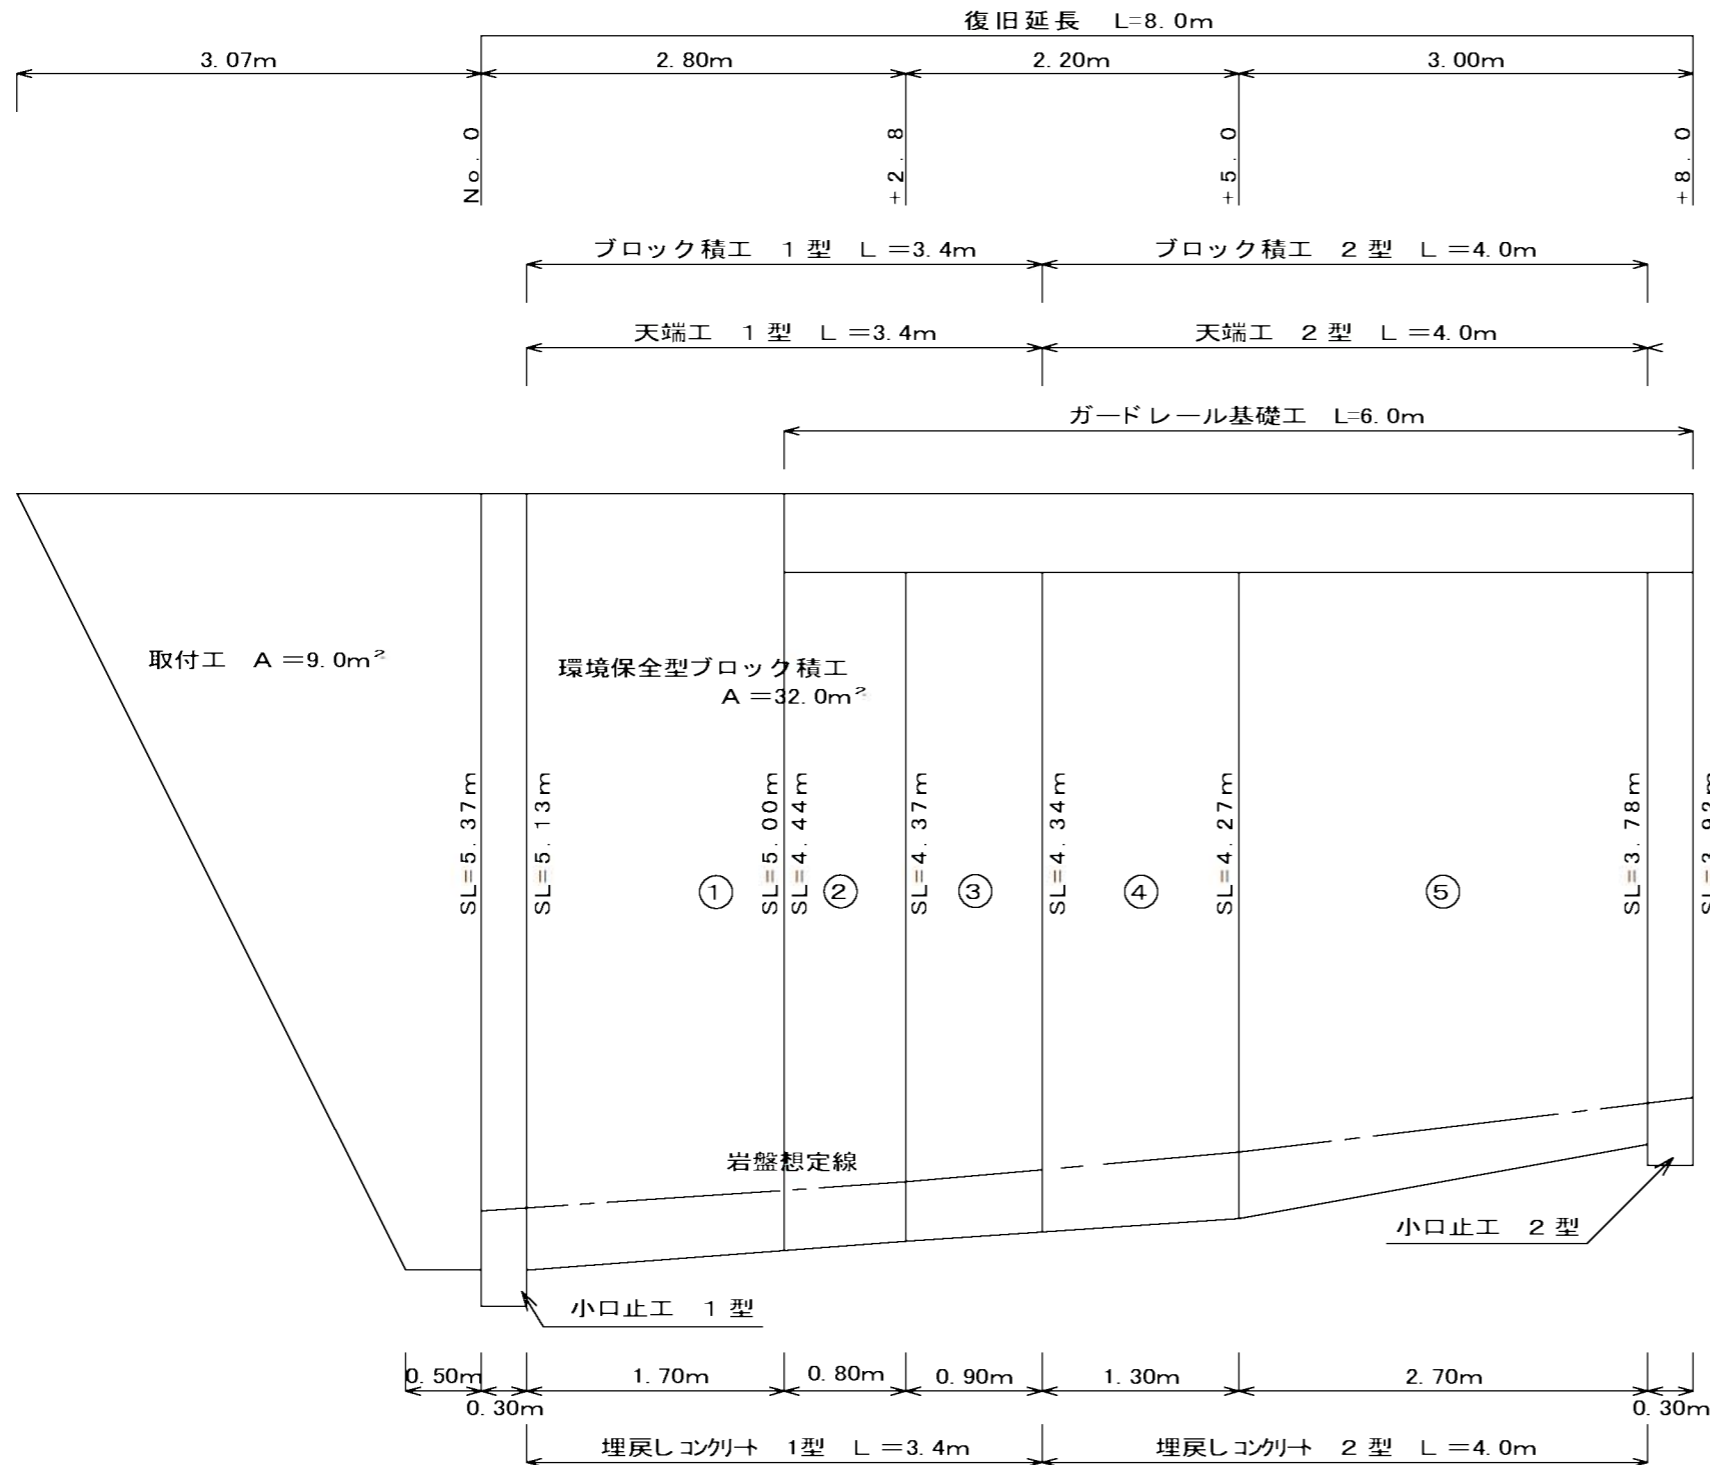 復旧延長 L=8.0m
3.07m 2.80m 2.20m 3.00m
No.0 +2.8 +5.0 +8.0
ブロック積工 1型 L=3.4m ブロック積工 2型 L=4.0m
天端工 1型 L=3.4m 天端工 2型 L=4.0m
ガードレール基礎工 L=6.0m
取付工 A=9.0m²
環境保全型ブロック積工
A=32.0m²
SL=5.37m SL=5.13m SL=5.00m SL=4.44m SL=4.37m SL=4.34m SL=4.27m SL=3.78m
① ② ③ ④ ⑤
岩盤想定線
小口止工 2型
小口止工 1型
0.50m 1.70m 0.80m 0.90m 1.30m 2.70m
0.30m 0.30m
埋戻しコンクリート 1型 L=3.4m 埋戻しコンクリート 2型 L=4.0m